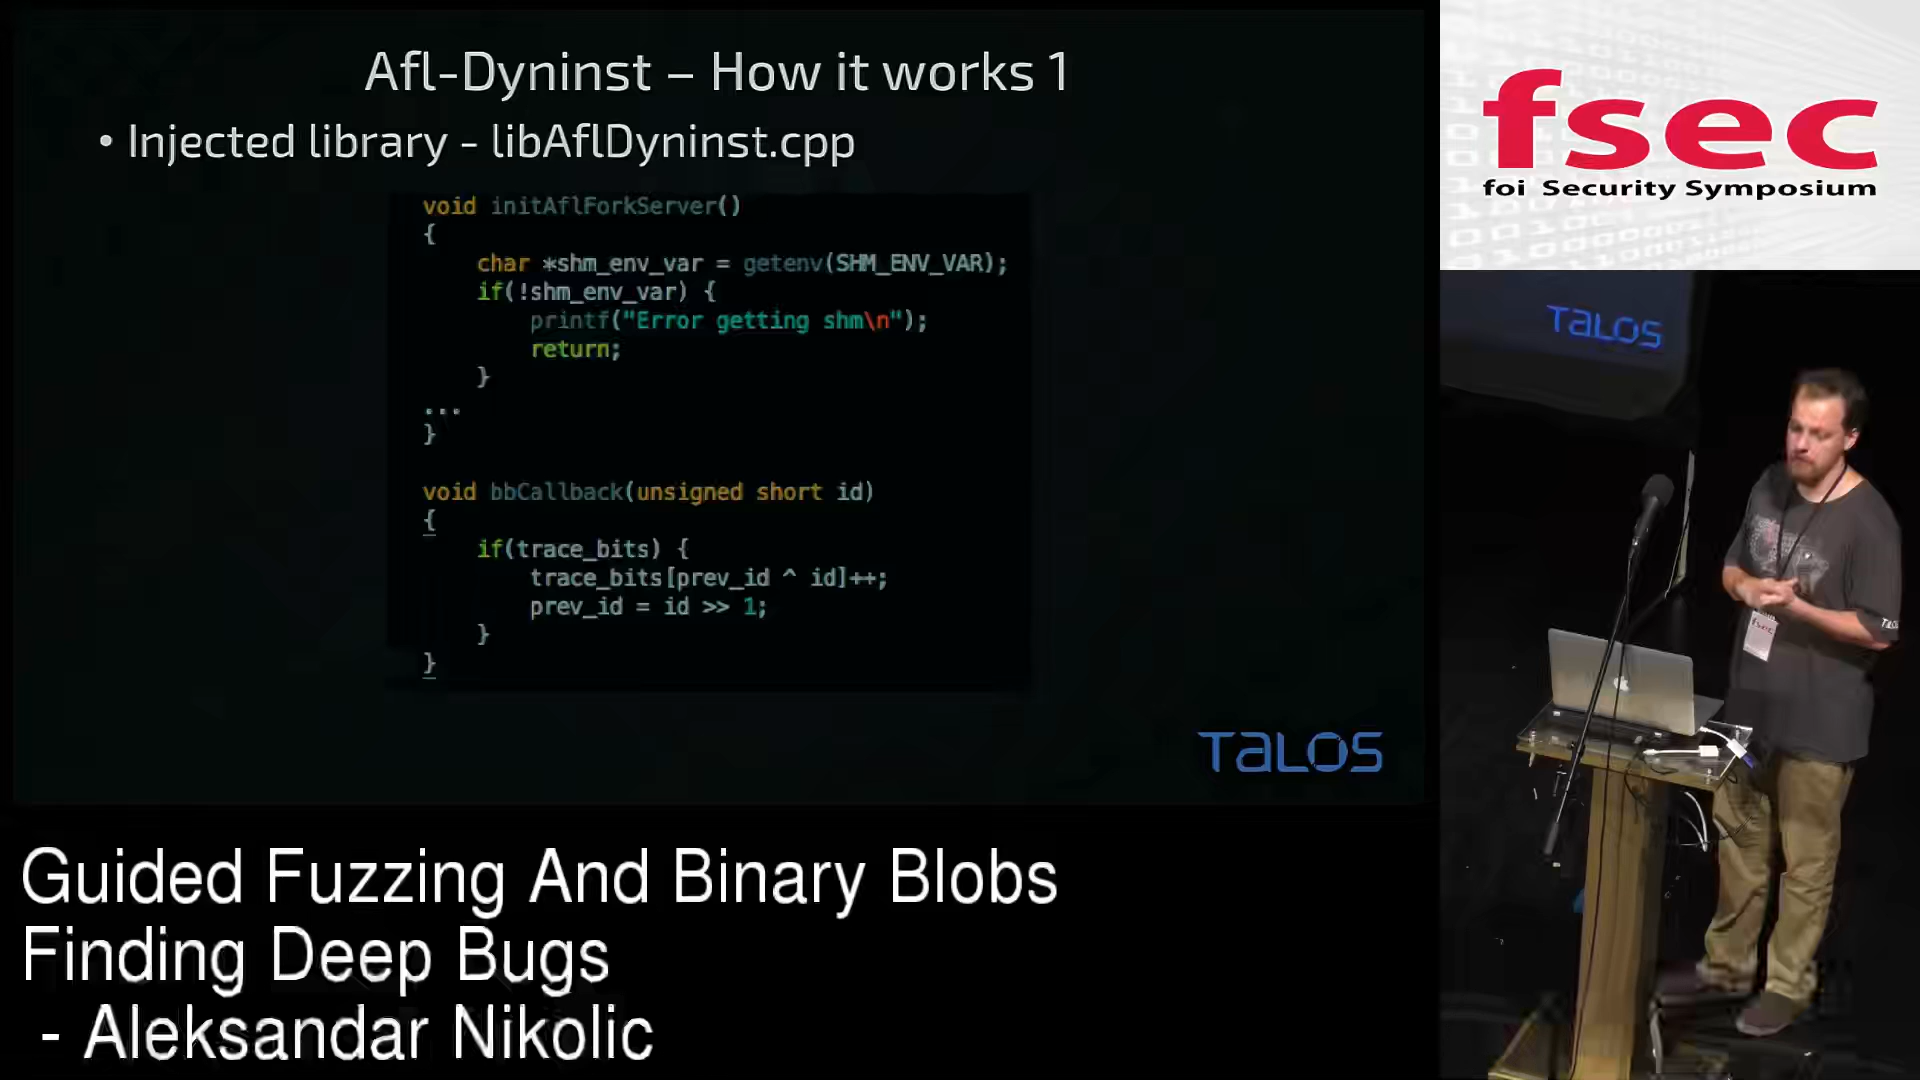 Afl-Dyninst – How it works 1
• Injected library - libAflDyninst.cpp
void initAflForkServer()
{
char *shm_env_var = getenv(SHM_ENV_VAR);
if(!shm_env_var) {
printf("Error getting shm\n");
return;
}
...
}
void bbCallback(unsigned short id)
{
if(trace_bits) {
trace_bits[prev_id ^ id]++;
prev_id = id >> 1;
}
}
TALOS
Guided Fuzzing And Binary Blobs
Finding Deep Bugs
- Aleksandar Nikolic
fsec
foi Security Symposium
TALOS
fsec